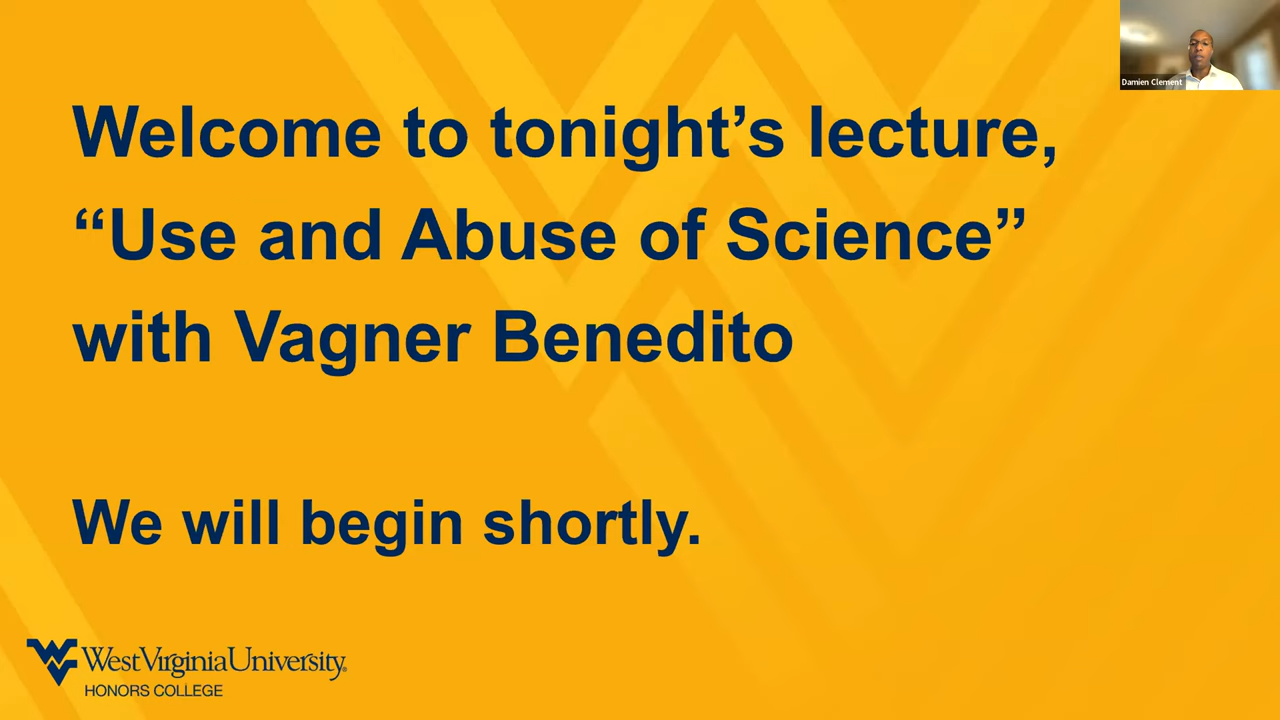 Damien Clement
Welcome to tonight’s lecture,
“Use and Abuse of Science”
with Vagner Benedito
We will begin shortly.
WestVirginiaUniversity®
HONORS COLLEGE